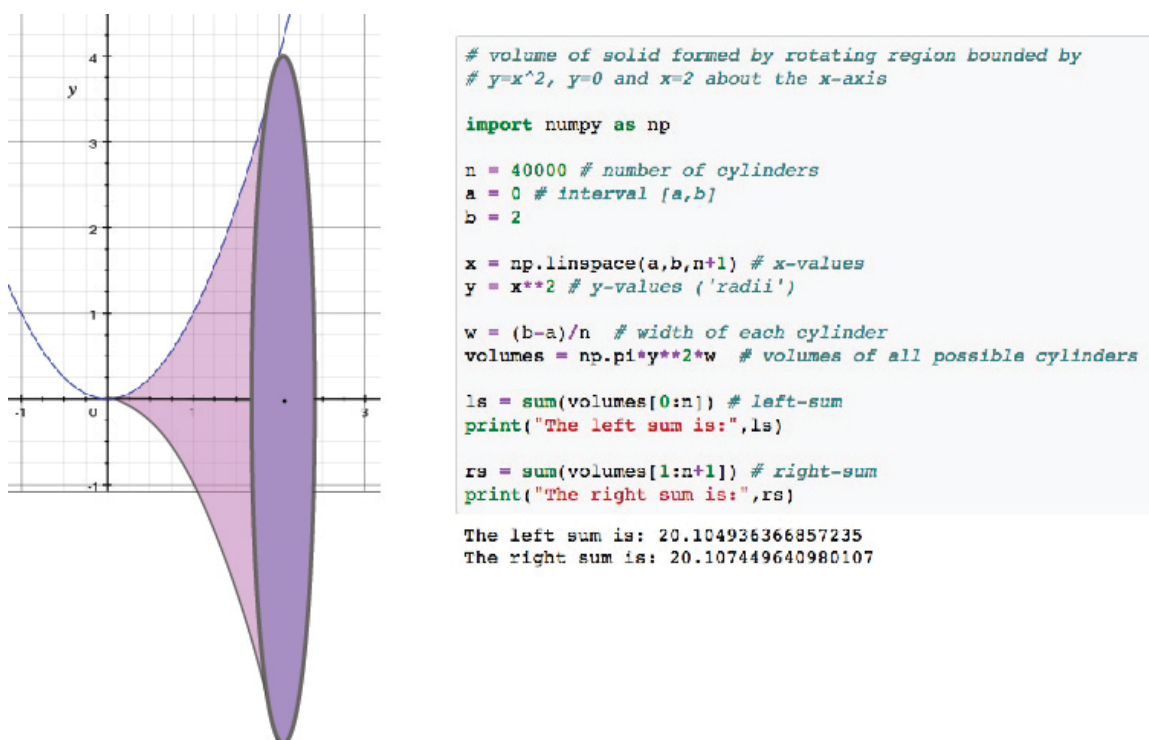 4
y
3
2
1
-1
0
3
-1
# volume of solid formed by rotating region bounded by
# y=x^2, y=0 and x=2 about the x-axis
import numpy as np
n = 40000 # number of cylinders
a = 0 # interval [a,b]
b = 2
x = np.linspace(a,b,n+1) # x-values
y = x**2 # y-values ('radii')
w = (b-a)/n # width of each cylinder
volumes = np.pi*y**2*w # volumes of all possible cylinders
ls = sum(volumes[0:n]) # left-sum
print("The left sum is:",ls)
rs = sum(volumes[1:n+1]) # right-sum
print("The right sum is:",rs)
The left sum is: 20.104936366857235
The right sum is: 20.107449640980107